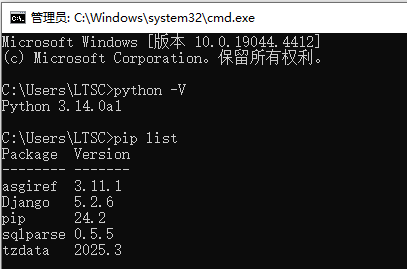 管理员: C:\Windows\system32\cmd.exe
Microsoft Windows [版本 10.0.19044.4412]
(c) Microsoft Corporation。保留所有权利。
C:\Users\LTSC>python -V
Python 3.14.0a1
C:\Users\LTSC>pip list
Package  Version
-------- -------
asgiref  3.11.1
Django   5.2.6
pip      24.2
sqlparse 0.5.5
tzdata   2025.3